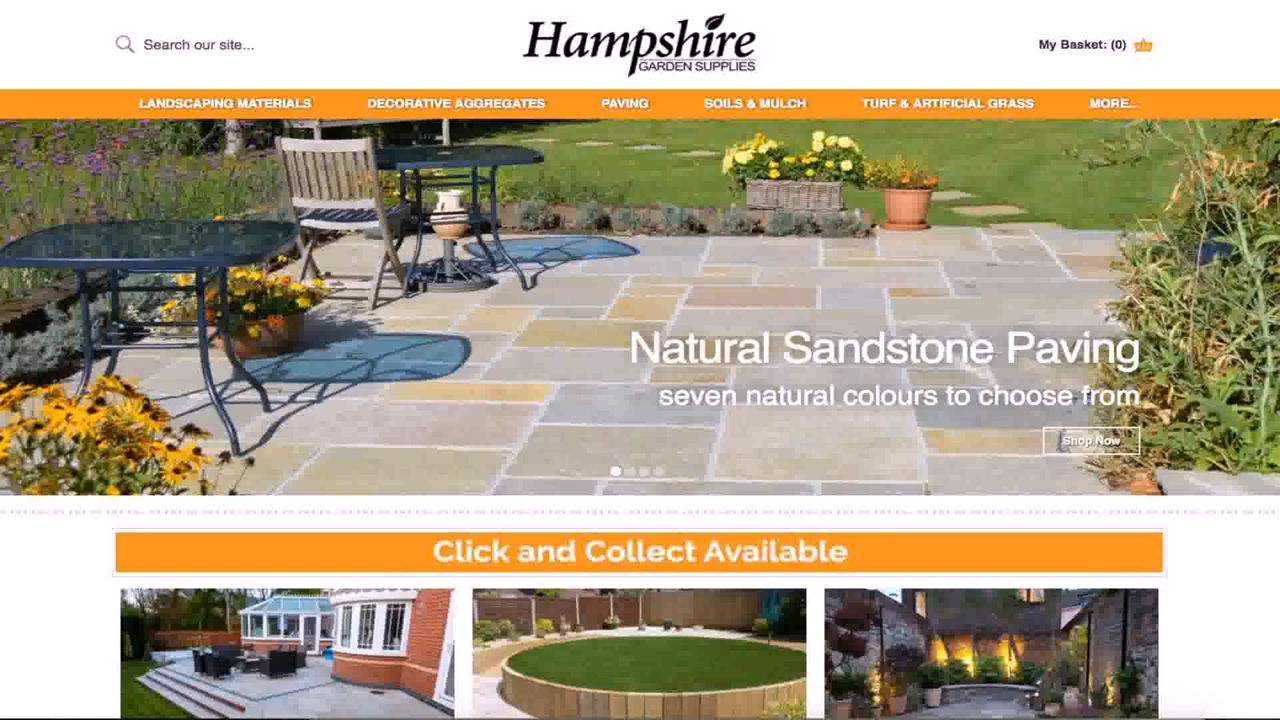 Search our site...
Hampshire
GARDEN SUPPLIES
My Basket: (0)
LANDSCAPING MATERIALS DECORATIVE AGGREGATES PAVING SOILS & MULCH TURF & ARTIFICIAL GRASS MORE...
Natural Sandstone Paving
seven natural colours to choose from
Shop Now
Click and Collect Available